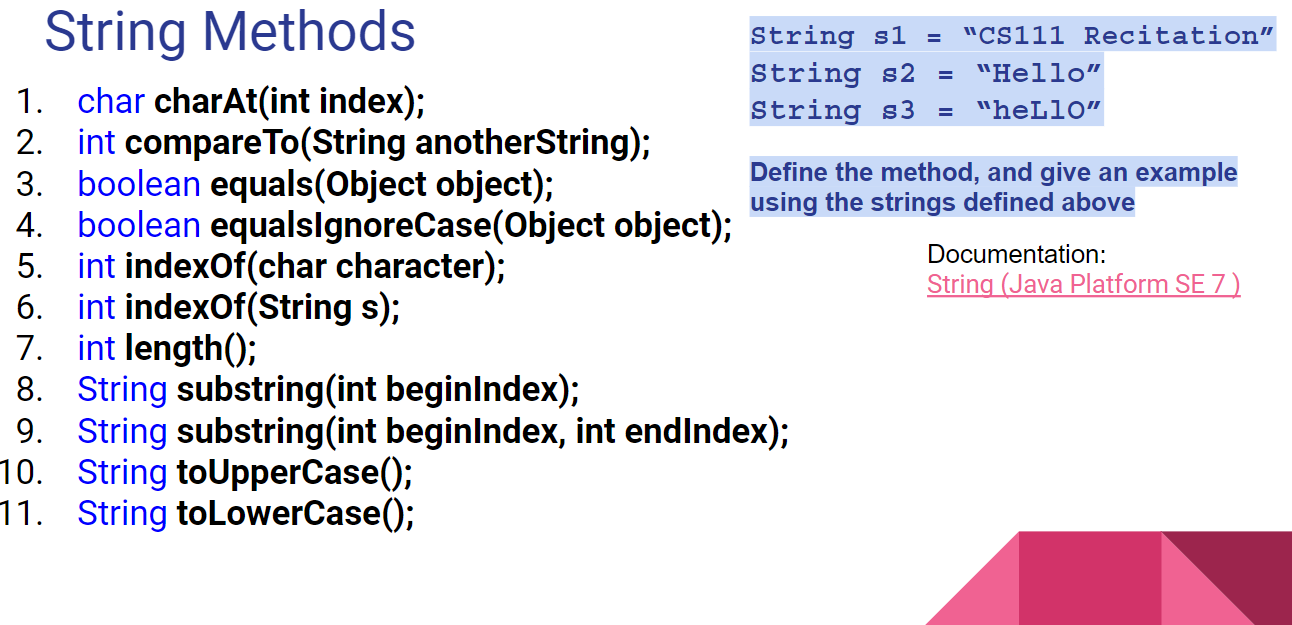 String Methods
1. char charAt(int index);
2. int compareTo(String anotherString);
3. boolean equals(Object object);
4. boolean equalsIgnoreCase(Object object);
5. int indexOf(char character);
6. int indexOf(String s);
7. int length();
8. String substring(int beginIndex);
9. String substring(int beginIndex, int endIndex);
10. String toUpperCase();
11. String toLowerCase();
String s1 = “CS111 Recitation”
String s2 = “Hello”
String s3 = “heLlO”
Define the method, and give an example
using the strings defined above
Documentation:
String (Java Platform SE 7 )